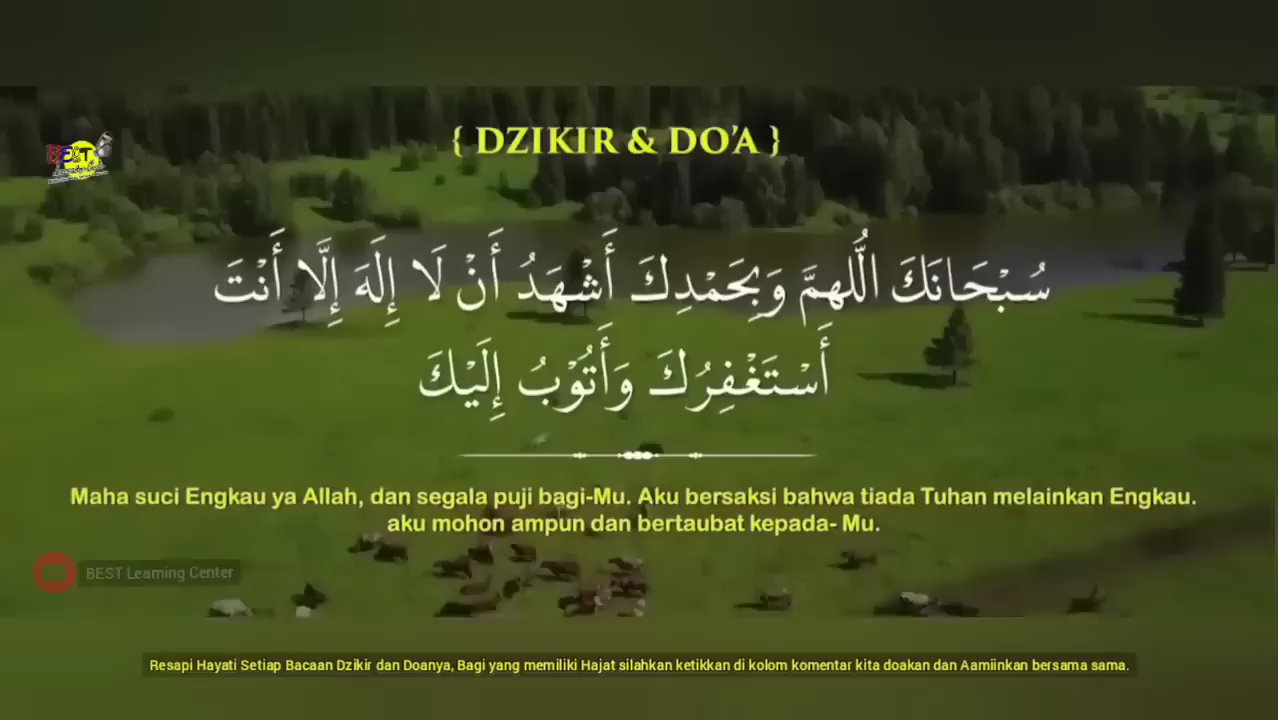 BEST
{ DZIKIR & DO'A }
سُبْحَانَكَ اللَّهُمَّ وَبِحَمْدِكَ أَشْهَدُ أَنْ لَا إِلَهَ إِلَّا أَنْتَ
أَسْتَغْفِرُكَ وَأَتُوْبُ إِلَيْكَ
Maha suci Engkau ya Allah, dan segala puji bagi-Mu. Aku bersaksi bahwa tiada Tuhan melainkan Engkau.
aku mohon ampun dan bertaubat kepada- Mu.
BEST Learning Center
Resapi Hayati Setiap Bacaan Dzikir dan Doanya, Bagi yang memiliki Hajat silahkan ketikkan di kolom komentar kita doakan dan Aamiinkan bersama sama.